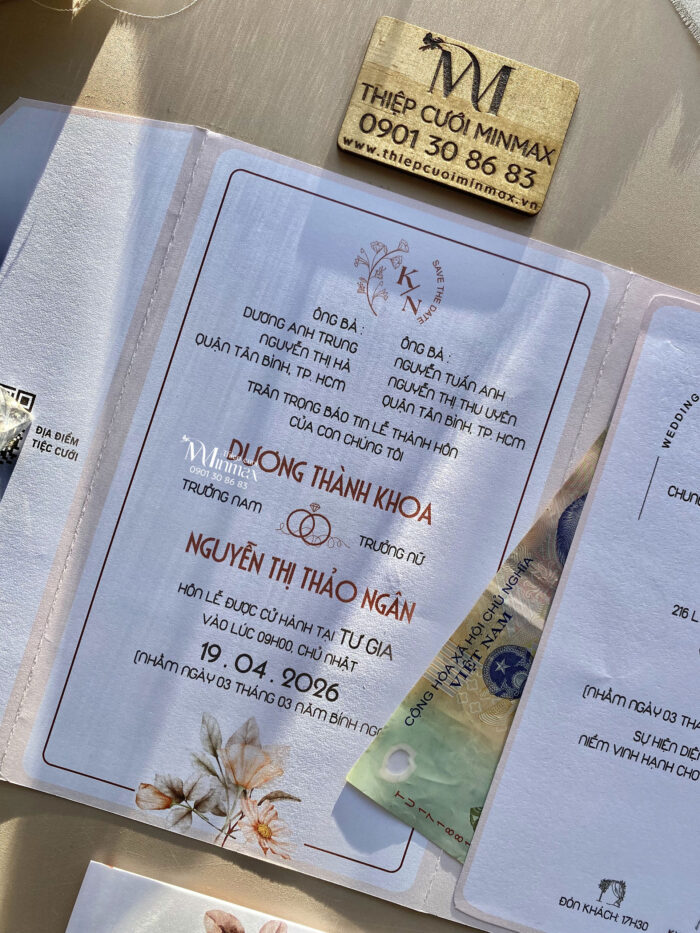 THIỆP CƯỚI MINMAX
0901 30 86 83
www.thiepcuoiminmax.vn
K/N
SAVE THE DATE
ÔNG BÀ :
DƯƠNG ANH TRUNG
NGUYỄN THỊ HÀ
QUẬN TÂN BÌNH, TP. HCM
ÔNG BÀ :
NGUYỄN TUẤN ANH
NGUYỄN THỊ THU UYÊN
QUẬN TÂN BÌNH, TP. HCM
TRÂN TRỌNG BÁO TIN LỄ THÀNH HÔN
CỦA CON CHÚNG TÔI
DƯƠNG THÀNH KHOA
TRƯỞNG NAM
TRƯỞNG NỮ
NGUYỄN THỊ THẢO NGÂN
HÔN LỄ ĐƯỢC CỬ HÀNH TẠI TƯ GIA
VÀO LÚC 09H00, CHỦ NHẬT
19 . 04 . 2026
(NHẰM NGÀY 03 THÁNG 03 NĂM BÍNH NGỌ
Minmax
0901 30 86 83
ĐỊA ĐIỂM
TIỆC CƯỚI
CỘNG HÒA XÃ HỘI CHỦ NGHĨA
VIỆT NAM
WEDDING
CHUN
216 L
(NHẰM NGÀY 03 THÁ
SỰ HIỆN DIỆ
NIỀM VINH HẠNH CHO
ĐÓN KHÁCH: 17H30